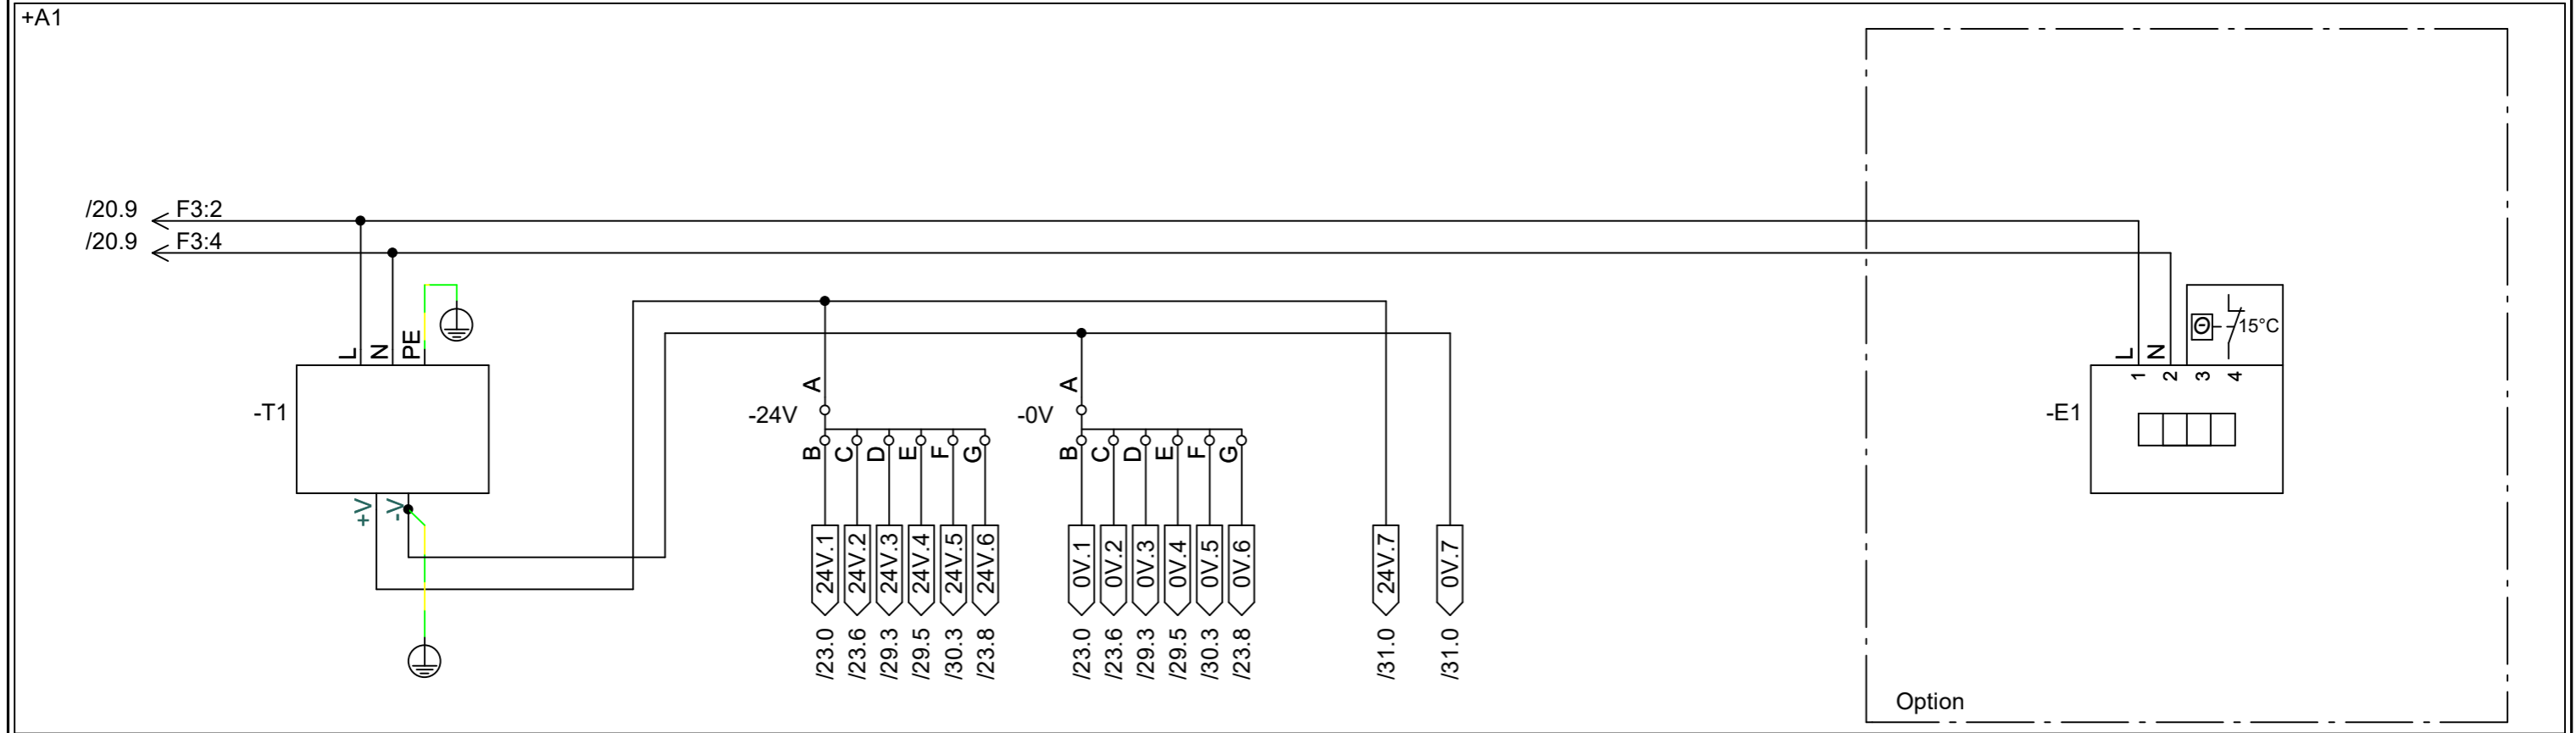 +A1
/20.9 F3:2
/20.9 F3:4
L N PE
-T1
+V -V
A
-24V
B C D E F G
24V.1 24V.2 24V.3 24V.4 24V.5 24V.6
/23.0 /23.6 /29.3 /29.5 /30.3 /23.8
A
-0V
B C D E F G
0V.1 0V.2 0V.3 0V.4 0V.5 0V.6
/23.0 /23.6 /29.3 /29.5 /30.3 /23.8
24V.7 0V.7
/31.0 /31.0
Θ 15°C
L N
1 2 3 4
-E1
Option